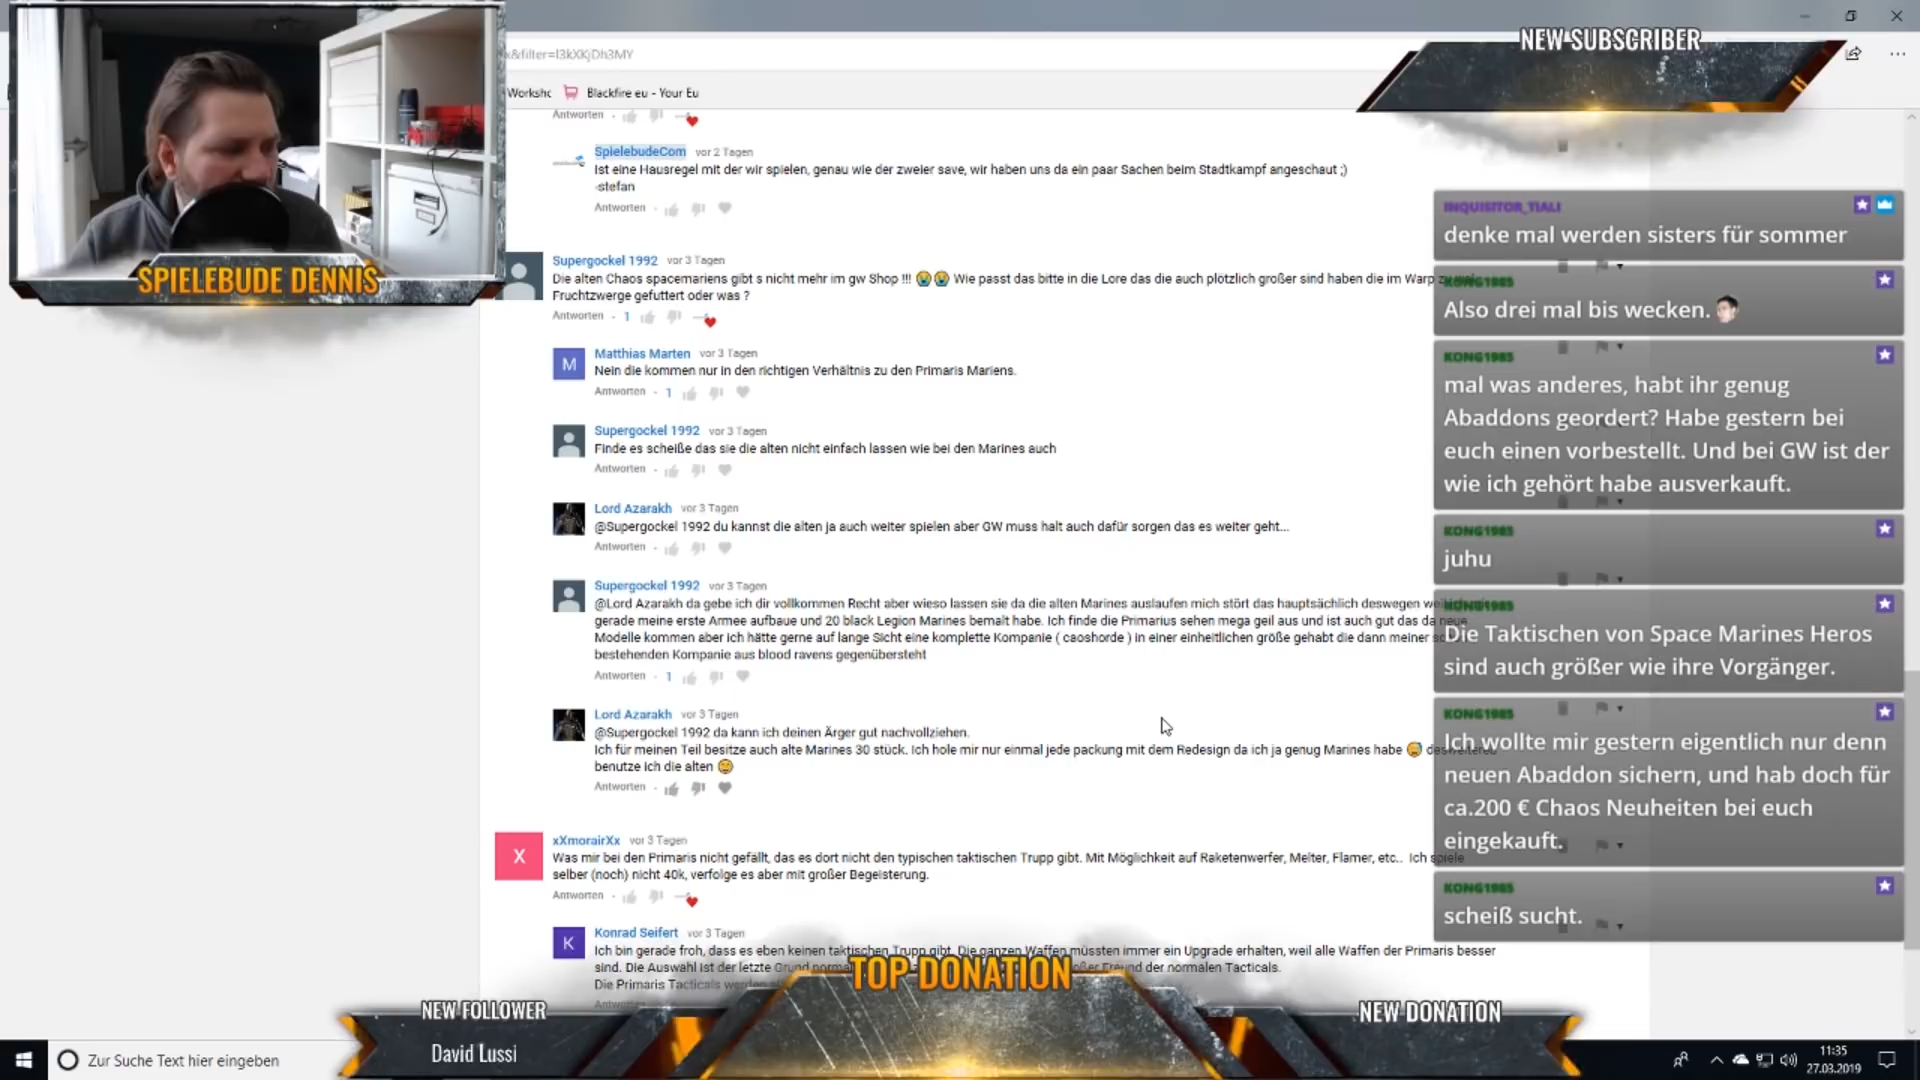 x&filter=l3kXKjDh3MY
Worksho
Blackfire eu - Your Eu
NEW SUBSCRIBER
SPIELEBUDE DENNIS
Antworten
SpielebudeCom vor 2 Tagen
Ist eine Hausregel mit der wir spielen, genau wie der zweier save, wir haben uns da ein paar Sachen beim Stadtkampf angeschaut ;)
-stefan
Antworten
Supergockel 1992 vor 3 Tagen
Die alten Chaos spacemariens gibt s nicht mehr im gw Shop !!! 😭😭 Wie passt das bitte in die Lore das die auch plötzlich großer sind haben die im Warp
Fruchtzwerge gefuttert oder was ?
Antworten 1
Matthias Marten vor 3 Tagen
Nein die kommen nur in den richtigen Verhältnis zu den Primaris Mariens.
Antworten 1
Supergockel 1992 vor 3 Tagen
Finde es scheiße das sie die alten nicht einfach lassen wie bei den Marines auch
Antworten
Lord Azarakh vor 3 Tagen
@Supergockel 1992 du kannst die alten ja auch weiter spielen aber GW muss halt auch dafür sorgen das es weiter geht...
Antworten
Supergockel 1992 vor 3 Tagen
@Lord Azarakh da gebe ich dir vollkommen Recht aber wieso lassen sie da die alten Marines auslaufen mich stört das hauptsächlich deswegen
gerade meine erste Armee aufbaue und 20 black Legion Marines bemalt habe. Ich finde die Primarius sehen mega geil aus und ist auch gut das da neue
Modelle kommen aber ich hätte gerne auf lange Sicht eine komplette Kompanie ( caoshorde ) in einer einheitlichen größe gehabt die dann meiner
bestehenden Kompanie aus blood ravens gegenübersteht
Antworten 1
Lord Azarakh vor 3 Tagen
@Supergockel 1992 da kann ich deinen Ärger gut nachvollziehen.
Ich für meinen Teil besitze auch alte Marines 30 stück. Ich hole mir nur einmal jede packung mit dem Redesign da ich ja genug Marines habe 😅
benutze ich die alten 😄
Antworten
X
xXmorairXx vor 3 Tagen
Was mir bei den Primaris nicht gefällt, das es dort nicht den typischen taktischen Trupp gibt. Mit Möglichkeit auf Raketenwerfer, Melter, Flamer, etc.. Ich spiele
selber (noch) nicht 40k, verfolge es aber mit großer Begeisterung.
Antworten
K
Konrad Seifert vor 3 Tagen
Ich bin gerade froh, dass es eben keinen taktischen Trupp gibt. Die ganzen Waffen müssten immer ein Upgrade erhalten, weil alle Waffen der Primaris besser
sind. Die Auswahl ist der letzte Grund Freund der normalen Tacticals.
Die Primaris Tacticals
Antworten
INQUISITOR_TIALI
denke mal werden sisters für sommer
KONG1985
Also drei mal bis wecken.
KONG1985
mal was anderes, habt ihr genug
Abaddons geordert? Habe gestern bei
euch einen vorbestellt. Und bei GW ist der
wie ich gehört habe ausverkauft.
KONG1985
juhu
KONG1985
Die Taktischen von Space Marines Heros
sind auch größer wie ihre Vorgänger.
KONG1985
Ich wollte mir gestern eigentlich nur denn
neuen Abaddon sichern, und hab doch für
ca.200 € Chaos Neuheiten bei euch
eingekauft.
KONG1985
scheiß sucht.
TOP DONATION
NEW FOLLOWER
David Lussi
NEW DONATION
Zur Suche Text hier eingeben
11:35
27.03.2019